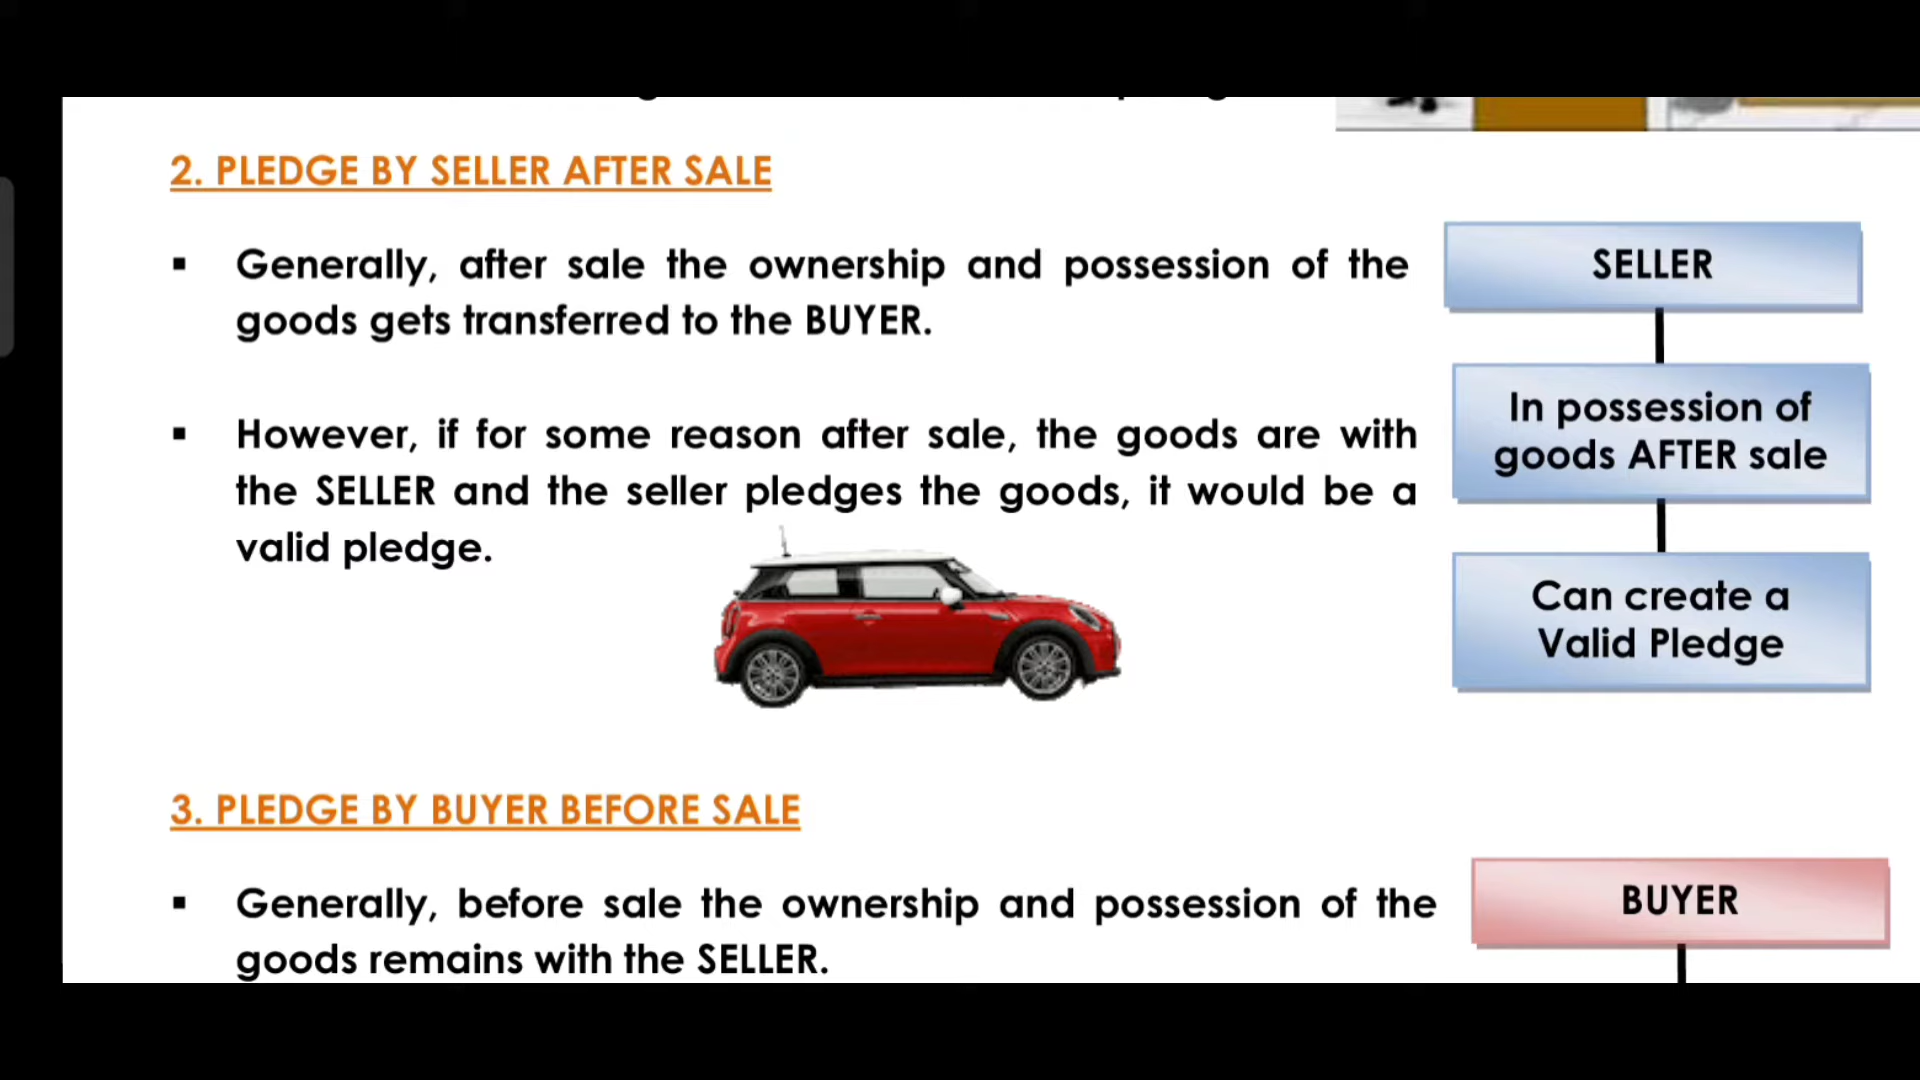 2. PLEDGE BY SELLER AFTER SALE
▪ Generally, after sale the ownership and possession of the
goods gets transferred to the BUYER.
▪ However, if for some reason after sale, the goods are with
the SELLER and the seller pledges the goods, it would be a
valid pledge.
SELLER
In possession of
goods AFTER sale
Can create a
Valid Pledge
3. PLEDGE BY BUYER BEFORE SALE
▪ Generally, before sale the ownership and possession of the
goods remains with the SELLER.
BUYER